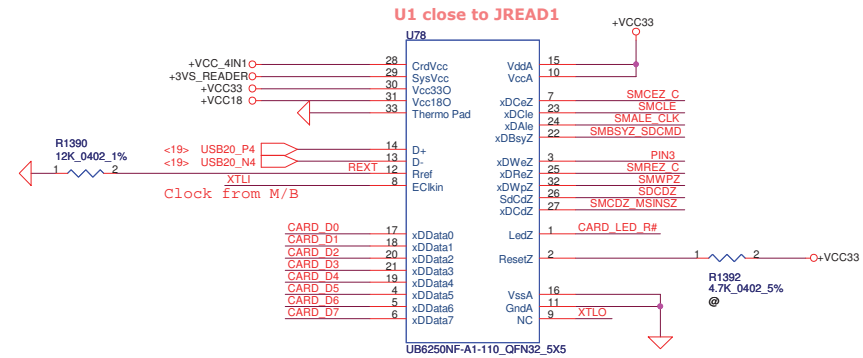 U1 close to JREAD1
U78
+VCC33
+VCC_4IN1 28 CrdVcc
+3VS_READER 29 SysVcc
+VCC33 30 Vcc33O
+VCC18 31 Vcc18O
33 Thermo Pad
VddA 15
VccA 10
xDCeZ 7 SMCEZ_C
xDCle 23 SMCLE
xDAle 24 SMALE_CLK
xDBsyZ 22 SMBSYZ_SDCMD
R1390
12K_0402_1%
1 2
<19> USB20_P4 14 D+
<19> USB20_N4 13 D-
REXT 12 Rref
XTLI 8 EClkin
Clock from M/B
xDWeZ 3 PIN3
xDReZ 25 SMREZ_C
xDWpZ 32 SMWPZ
SdCdZ 26 SDCDZ
xDCdZ 27 SMCDZ_MSINSZ
CARD_D0 17 xDData0
CARD_D1 18 xDData1
CARD_D2 20 xDData2
CARD_D3 21 xDData3
CARD_D4 19 xDData4
CARD_D5 4 xDData5
CARD_D6 5 xDData6
CARD_D7 6 xDData7
LedZ 1 CARD_LED_R#
ResetZ 2
1 2 +VCC33
R1392
4.7K_0402_5%
@
VssA 16
GndA 11
NC 9 XTLO
UB6250NF-A1-110_QFN32_5X5